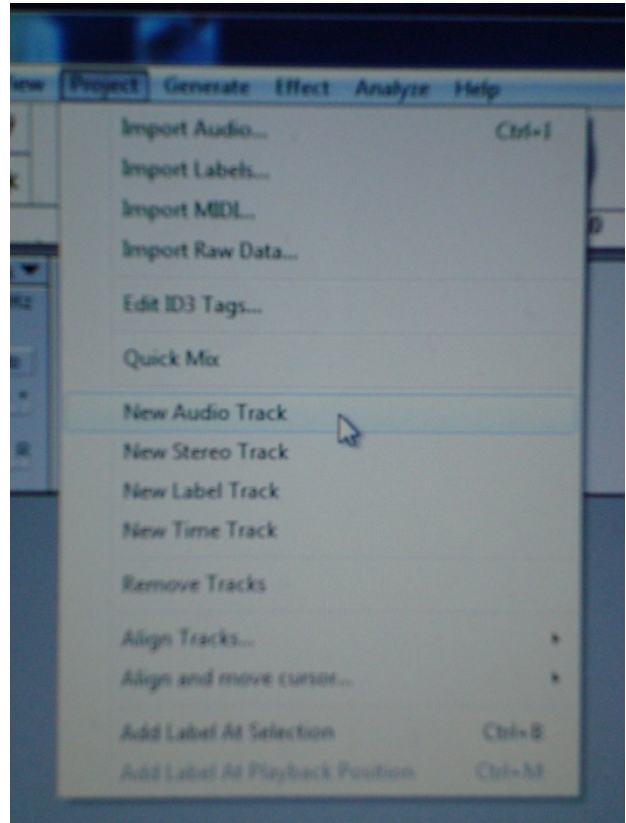 Project Generate Effect Analyze Help
Import Audio... Ctrl+I
Import Labels...
Import MIDI...
Import Raw Data...
Edit ID3 Tags...
Quick Mix
New Audio Track
New Stereo Track
New Label Track
New Time Track
Remove Tracks
Align Tracks...
Align and move cursor...
Add Label At Selection Ctrl+B
Add Label At Playback Position Ctrl+M